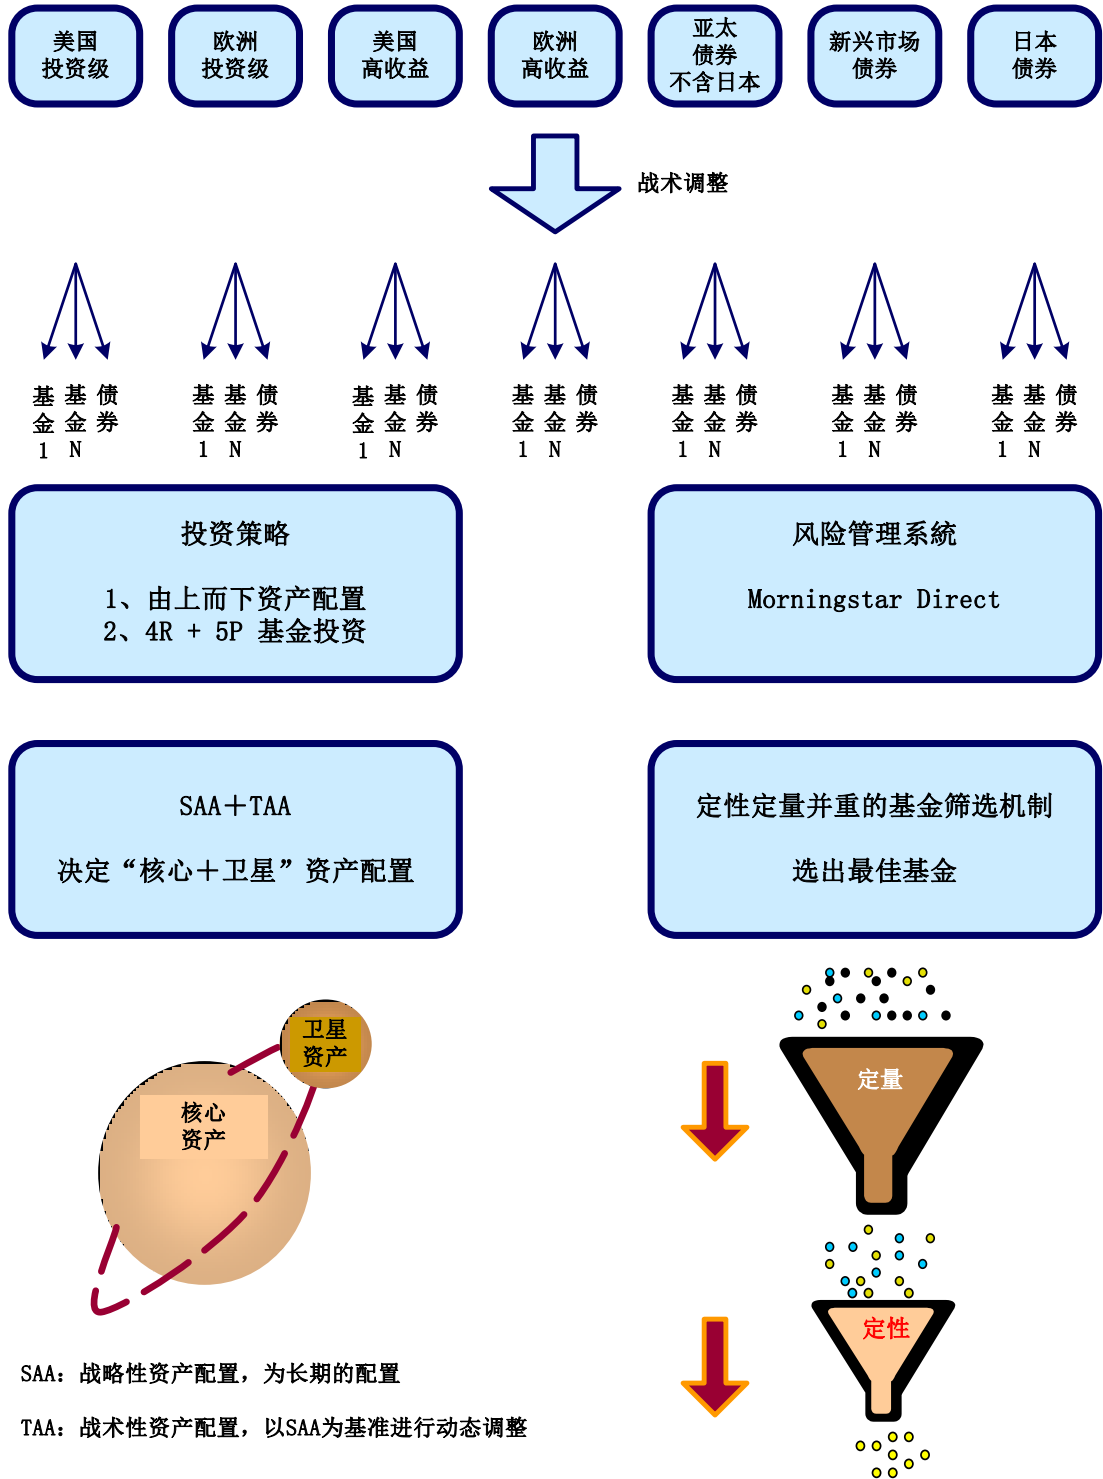 美国
投资级
欧洲
投资级
美国
高收益
欧洲
高收益
亚太
债券
不含日本
新兴市场
债券
日本
债券
战术调整
基金1
基金N
债券
基金1
基金N
债券
基金1
基金N
债券
基金1
基金N
债券
基金1
基金N
债券
基金1
基金N
债券
基金1
基金N
债券
投资策略
1、由上而下资产配置
2、4R + 5P 基金投资
风险管理系統
Morningstar Direct
SAA＋TAA
决定“核心＋卫星”资产配置
定性定量并重的基金筛选机制
选出最佳基金
卫星
资产
核心
资产
定量
定性
SAA：战略性资产配置，为长期的配置
TAA：战术性资产配置，以SAA为基准进行动态调整